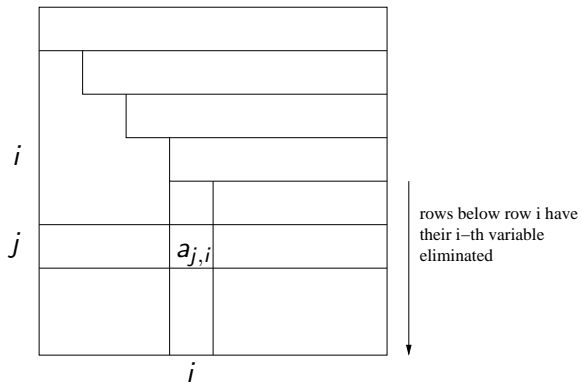 i
rows below row i have
their i–th variable
eliminated
j
a_{j,i}
i